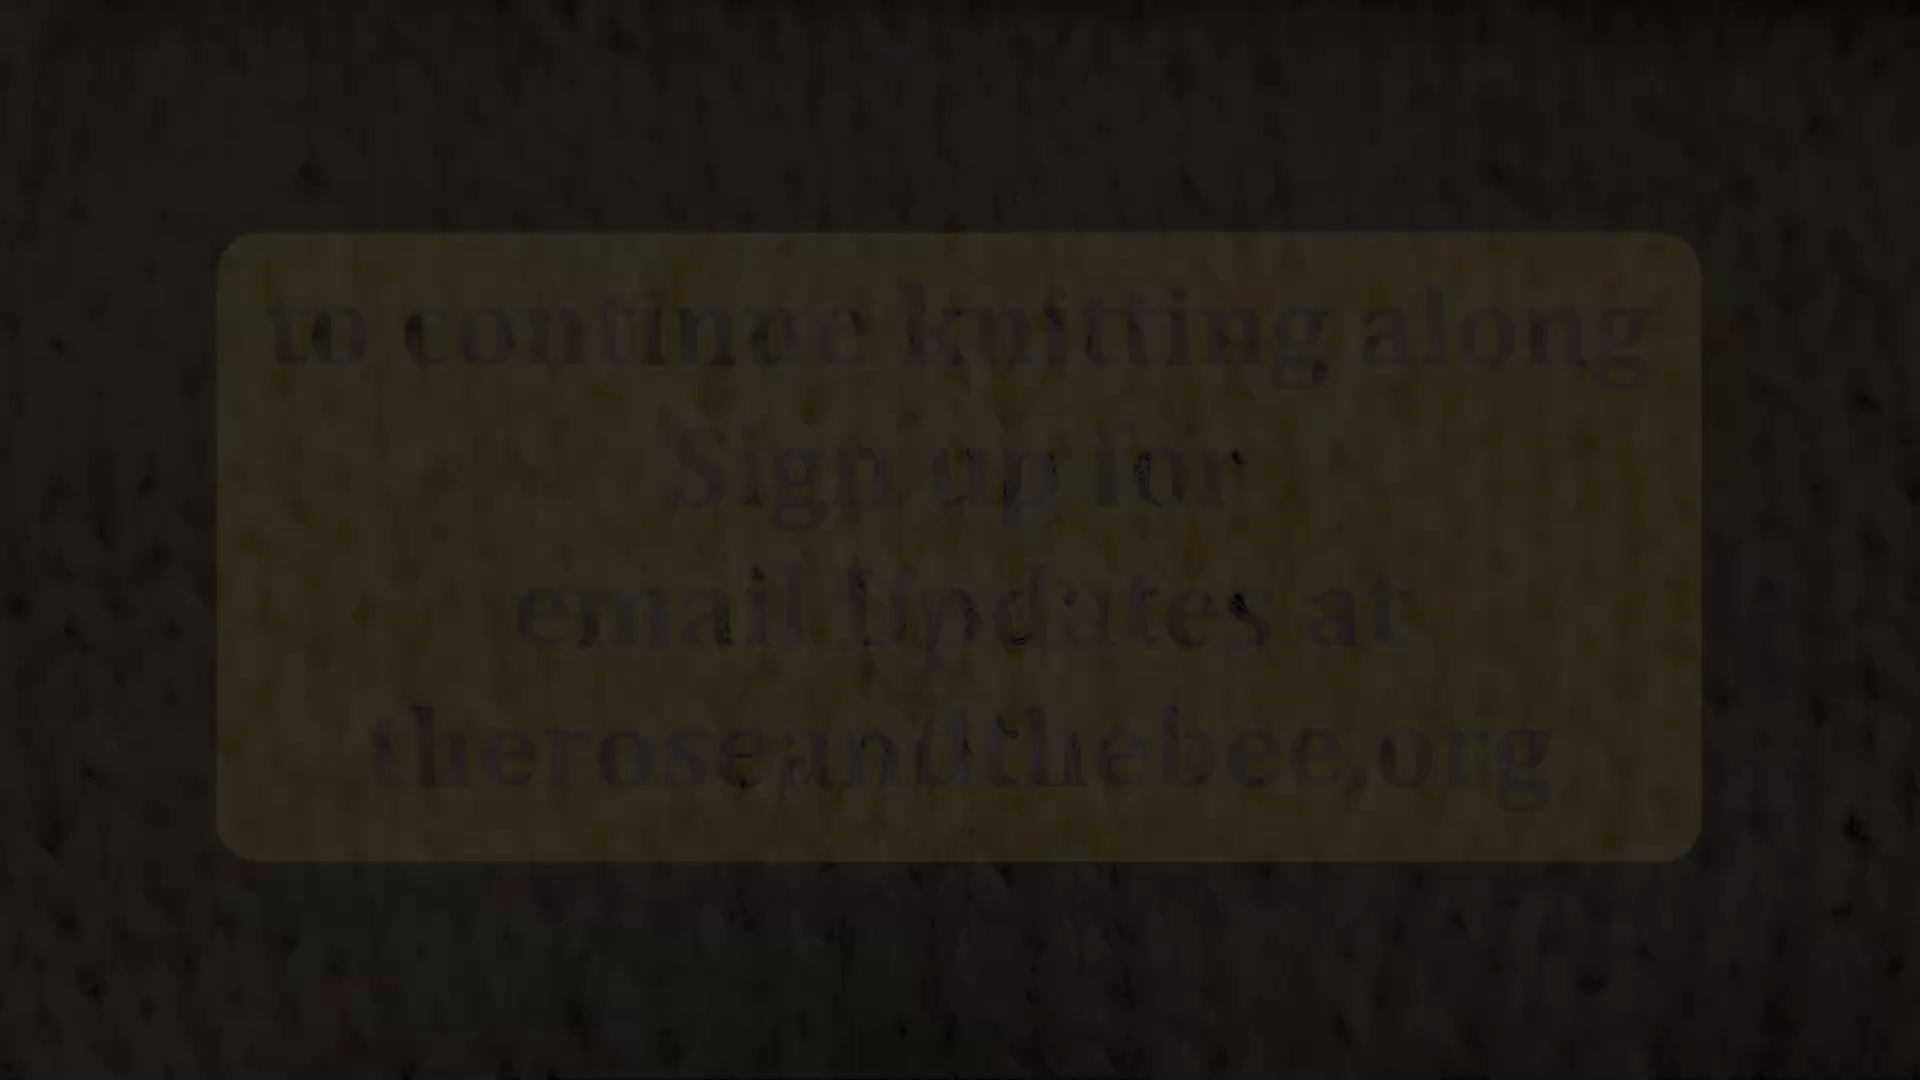 to continue knitting along
Sign up for
email Updates at
theroseandthebee.org